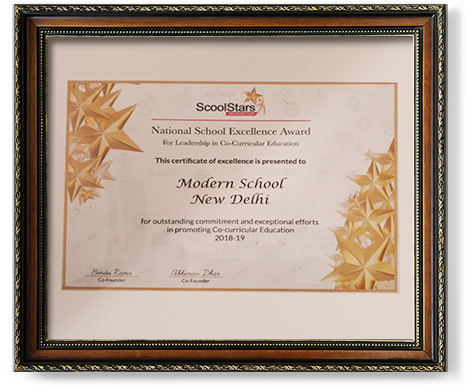 ScoolStars
National School Excellence Award
For Leadership in Co-Curricular Education
This certificate of excellence is presented to
Modern School
New Delhi
for outstanding commitment and exceptional efforts
in promoting Co-curricular Education
2018-19
Bindu Rana
Co-Founder
Abhinav Dhar
Co-Founder